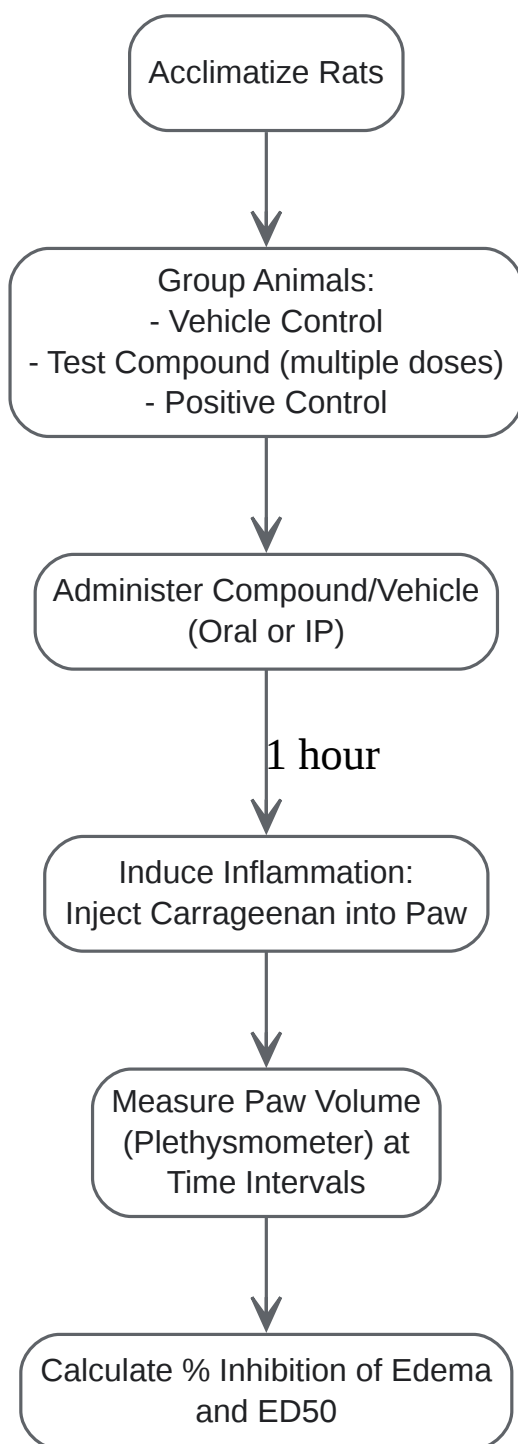 Acclimatize Rats
Group Animals:
- Vehicle Control
- Test Compound (multiple doses)
- Positive Control
Administer Compound/Vehicle
(Oral or IP)
1 hour
Induce Inflammation:
Inject Carrageenan into Paw
Measure Paw Volume
(Plethysmometer) at
Time Intervals
Calculate % Inhibition of Edema
and ED50